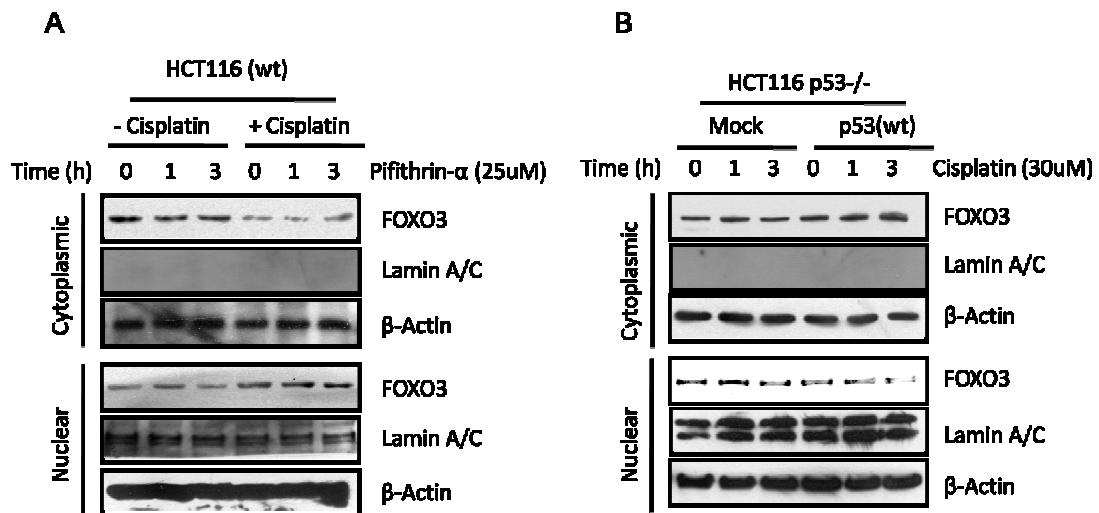 A
HCT116 (wt)
- Cisplatin + Cisplatin
Time (h) 0 1 3 0 1 3 Pifithrin-α (25uM)
Cytoplasmic
FOXO3
Lamin A/C
β-Actin
Nuclear
FOXO3
Lamin A/C
β-Actin
B
HCT116 p53-/-
Mock p53(wt)
Time (h) 0 1 3 0 1 3 Cisplatin (30uM)
Cytoplasmic
FOXO3
Lamin A/C
β-Actin
Nuclear
FOXO3
Lamin A/C
β-Actin